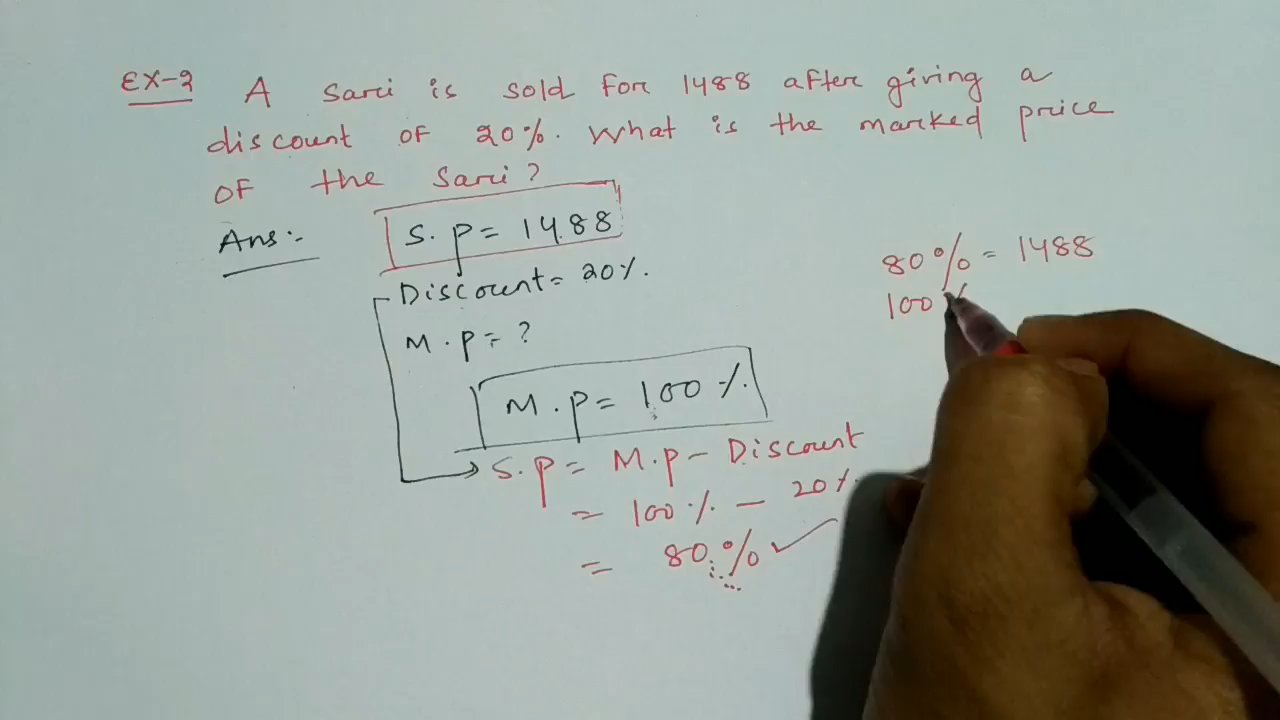 Ex-2 A Sari is sold for 1488 after giving a
discount of 20%. What is the marked price
of the Sari?
Ans:-
S.P = 1488
Discount = 20%.
M.P = ?
M.P = 100%
S.P = M.P - Discount
= 100% - 20%
= 80%
80% = 1488
100%